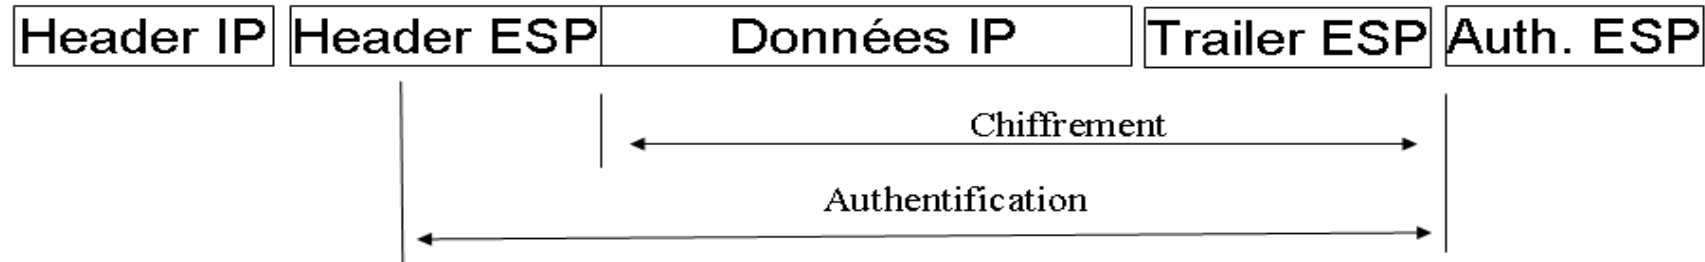 Header IP Header ESP Données IP Trailer ESP Auth. ESP
Chiffrement
Authentification